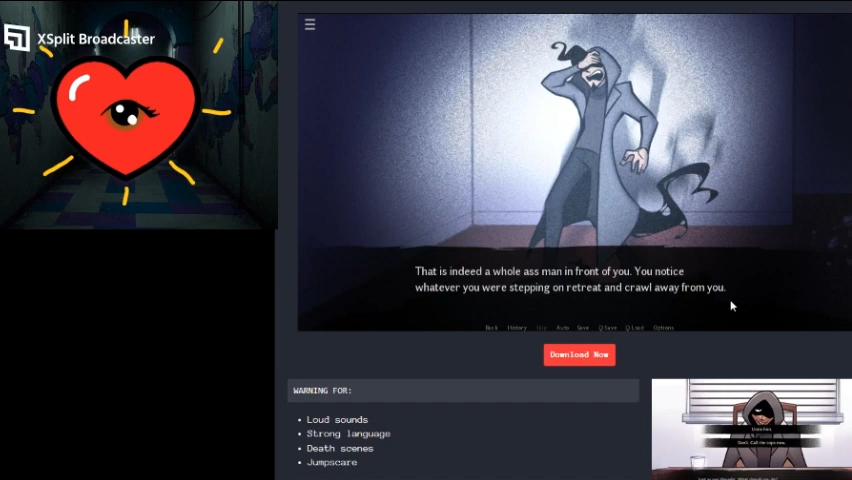 XSplit Broadcaster
That is indeed a whole ass man in front of you. You notice
whatever you were stepping on retreat and crawl away from you.
Back History Skip Auto Save Q.Save Q.Load Options
Download Now
WARNING FOR:
• Loud sounds
• Strong language
• Death scenes
• Jumpscare